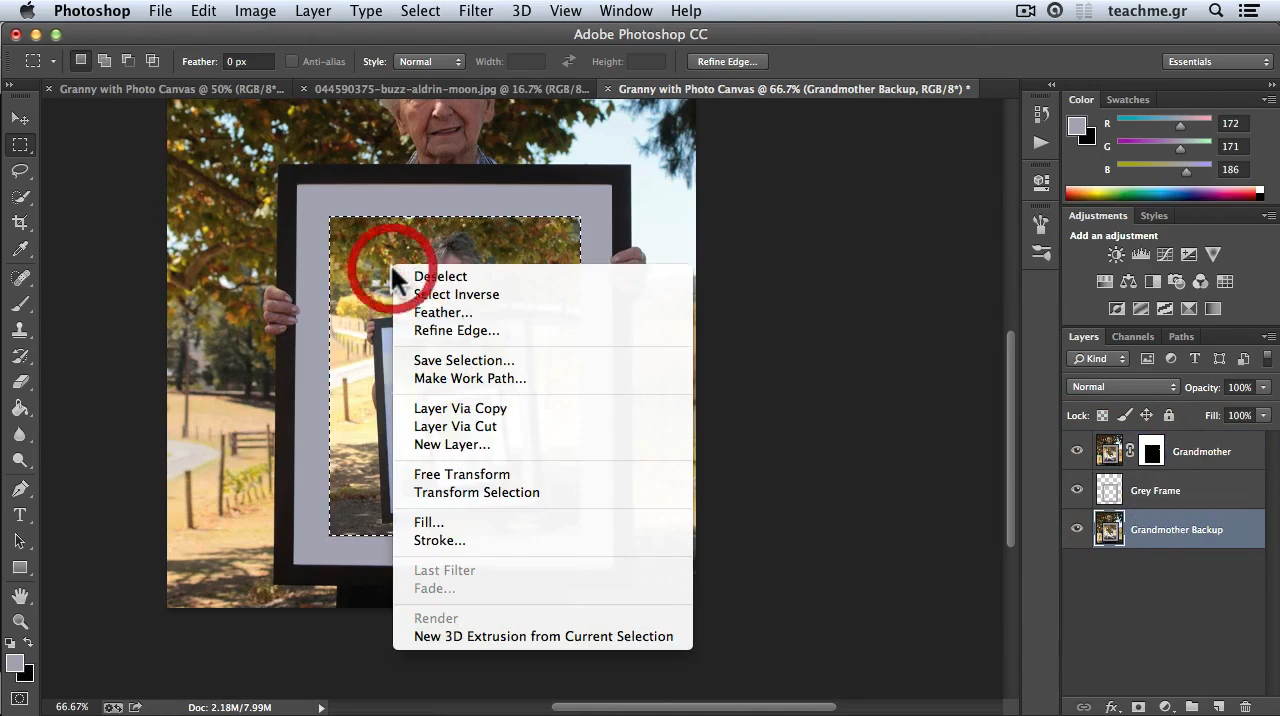 Photoshop File Edit Image Layer Type Select Filter 3D View Window Help teachme.gr
Adobe Photoshop CC
Feather: 0 px Anti-alias Style: Normal Width: Height: Refine Edge... Essentials
Granny with Photo Canvas @ 50% (RGB/8*... 044590375-buzz-aldrin-moon.jpg @ 16.7% (RGB/8... Granny with Photo Canvas @ 66.7% (Grandmother Backup, RGB/8*) *
Color Swatches
R 172
G 171
B 186
Adjustments Styles
Add an adjustment
Layers Channels Paths
Kind
Normal Opacity: 100%
Lock: Fill: 100%
Grandmother
Grey Frame
Grandmother Backup
Deselect
Select Inverse
Feather...
Refine Edge...
Save Selection...
Make Work Path...
Layer Via Copy
Layer Via Cut
New Layer...
Free Transform
Transform Selection
Fill...
Stroke...
Last Filter
Fade...
Render
New 3D Extrusion from Current Selection
66.67% Doc: 2.18M/7.99M